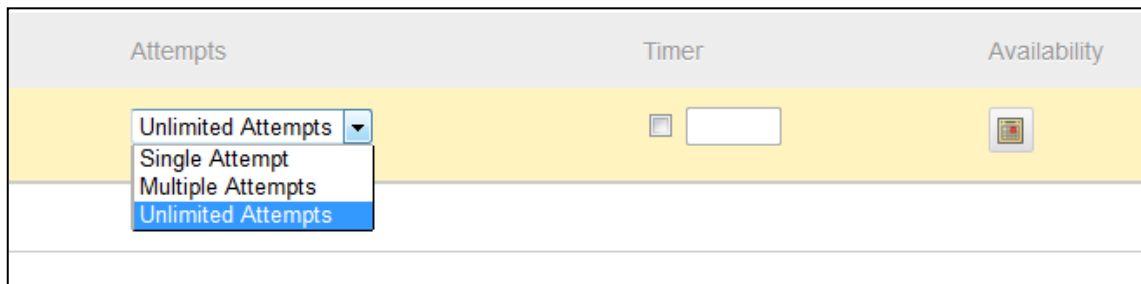 Attempts Timer Availability
Unlimited Attempts
Single Attempt
Multiple Attempts
Unlimited Attempts